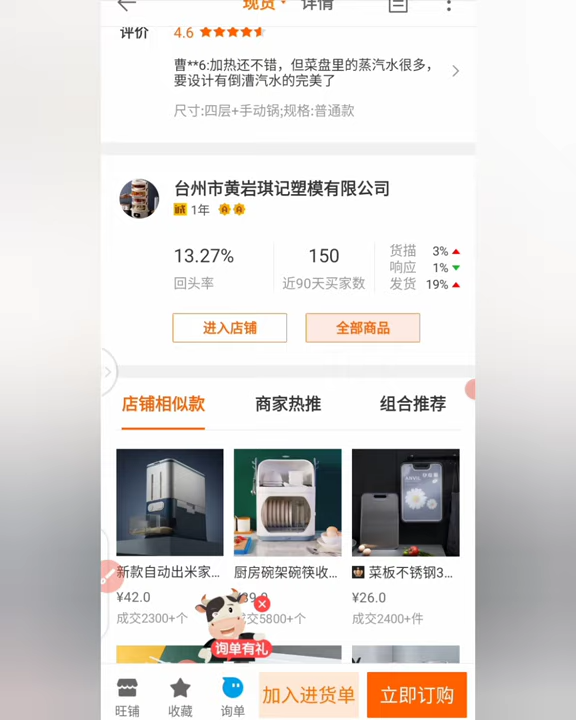 现货 详情
评价 4.6
曹**6:加热还不错，但菜盘里的蒸汽水很多，
要设计有倒漕汽水的完美了
尺寸:四层+手动锅;规格:普通款
台州市黄岩琪记塑模有限公司
1年
13.27% 150 货描 3%
响应 1%
回头率 近90天买家数 发货 19%
进入店铺 全部商品
店铺相似款 商家热推 组合推荐
新款自动出米家... 厨房碗架碗筷收... 菜板不锈钢3...
¥42.0 ¥39.0 ¥26.0
成交2300+个 成交5800+个 成交2400+件
询单有礼
旺铺 收藏 询单 加入进货单 立即订购